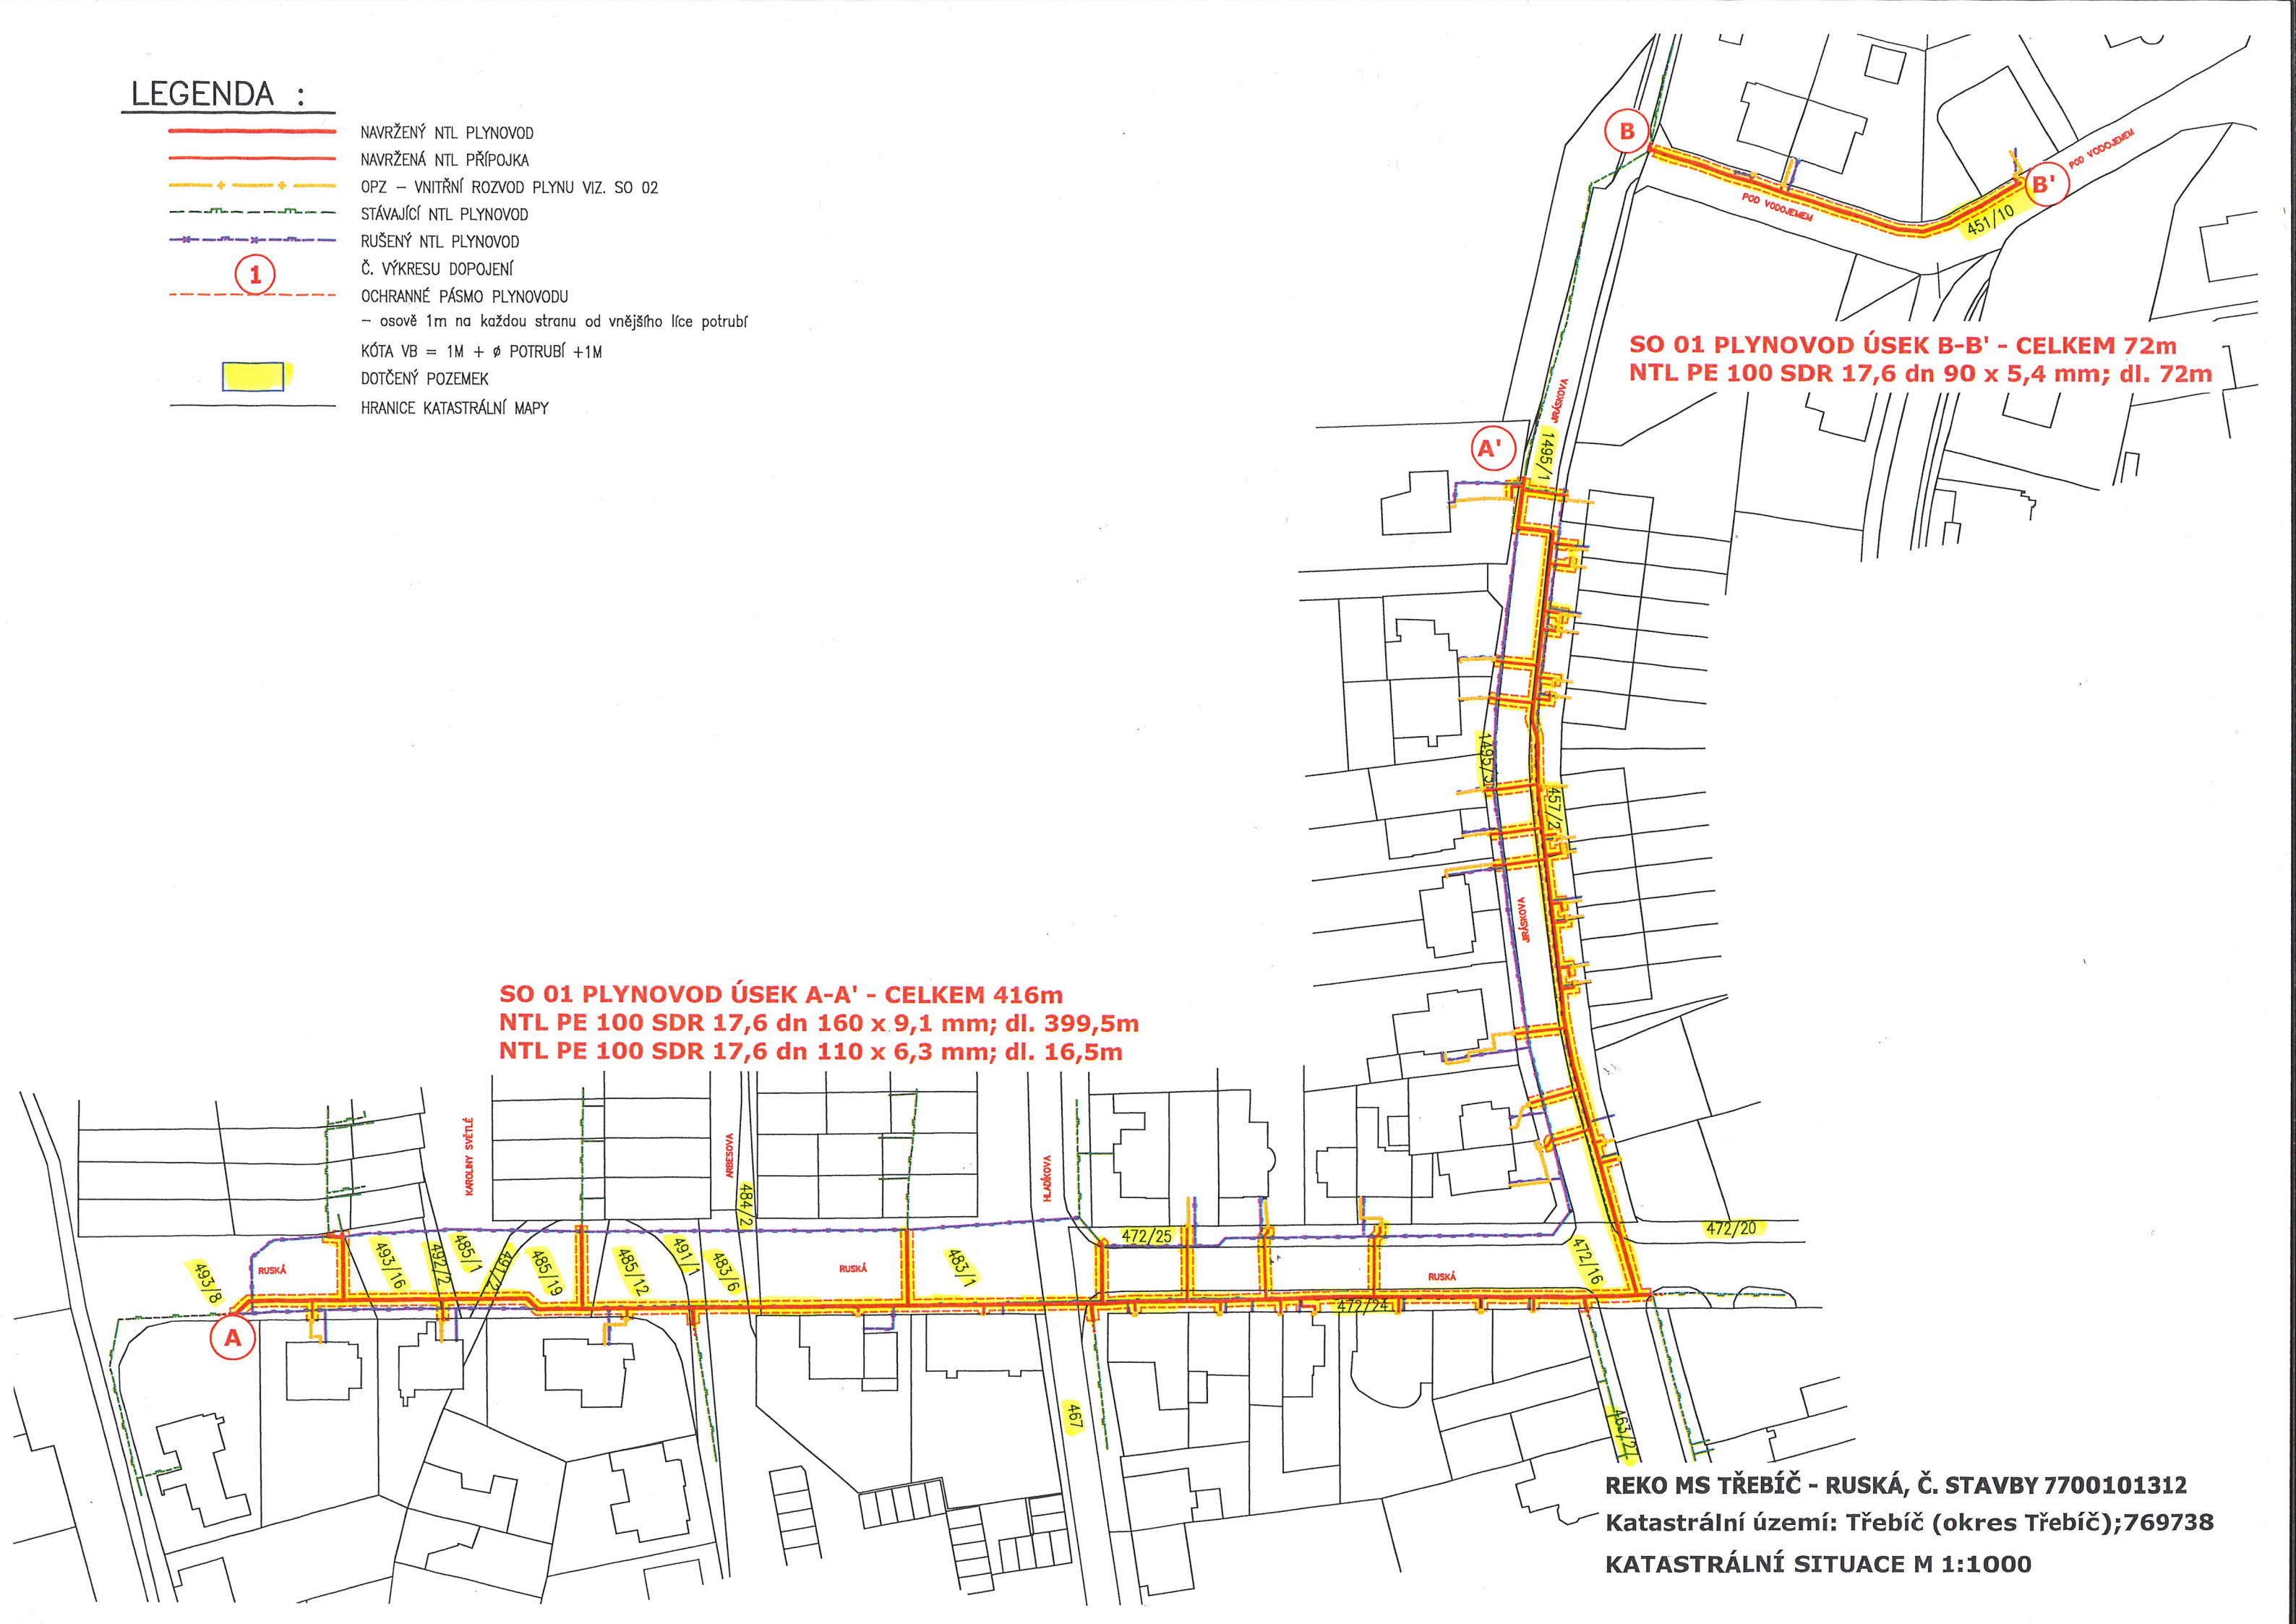 LEGENDA :
NAVRŽENÝ NTL PLYNOVOD
NAVRŽENÁ NTL PŘÍPOJKA
OPZ – VNITŘNÍ ROZVOD PLYNU VIZ. SO 02
STÁVAJÍCÍ NTL PLYNOVOD
RUŠENÝ NTL PLYNOVOD
1
Č. VÝKRESU DOPOJENÍ
OCHRANNÉ PÁSMO PLYNOVODU
– osově 1m na každou stranu od vnějšího líce potrubí
KÓTA VB = 1M + ø POTRUBÍ +1M
DOTČENÝ POZEMEK
HRANICE KATASTRÁLNÍ MAPY
B
POD VODOJEMEM
B'
POD VODOJEMEM
451/10
SO 01 PLYNOVOD ÚSEK B-B' - CELKEM 72m
NTL PE 100 SDR 17,6 dn 90 x 5,4 mm; dl. 72m
JIRÁSKOVA
A'
1495/1
1495/3
457/2
JIRÁSKOVA
SO 01 PLYNOVOD ÚSEK A-A' - CELKEM 416m
NTL PE 100 SDR 17,6 dn 160 x 9,1 mm; dl. 399,5m
NTL PE 100 SDR 17,6 dn 110 x 6,3 mm; dl. 16,5m
KAROLINY SVĚTLÉ
ARBESOVA
HLADÍKOVA
484/2
472/25
472/20
493/8
RUSKÁ
493/16
492/2
485/1
491/2
485/19
485/12
491/1
483/6
RUSKÁ
483/1
RUSKÁ
472/16
472/24
A
467
463/27
REKO MS TŘEBÍČ - RUSKÁ, Č. STAVBY 7700101312
Katastrální území: Třebíč (okres Třebíč);769738
KATASTRÁLNÍ SITUACE M 1:1000